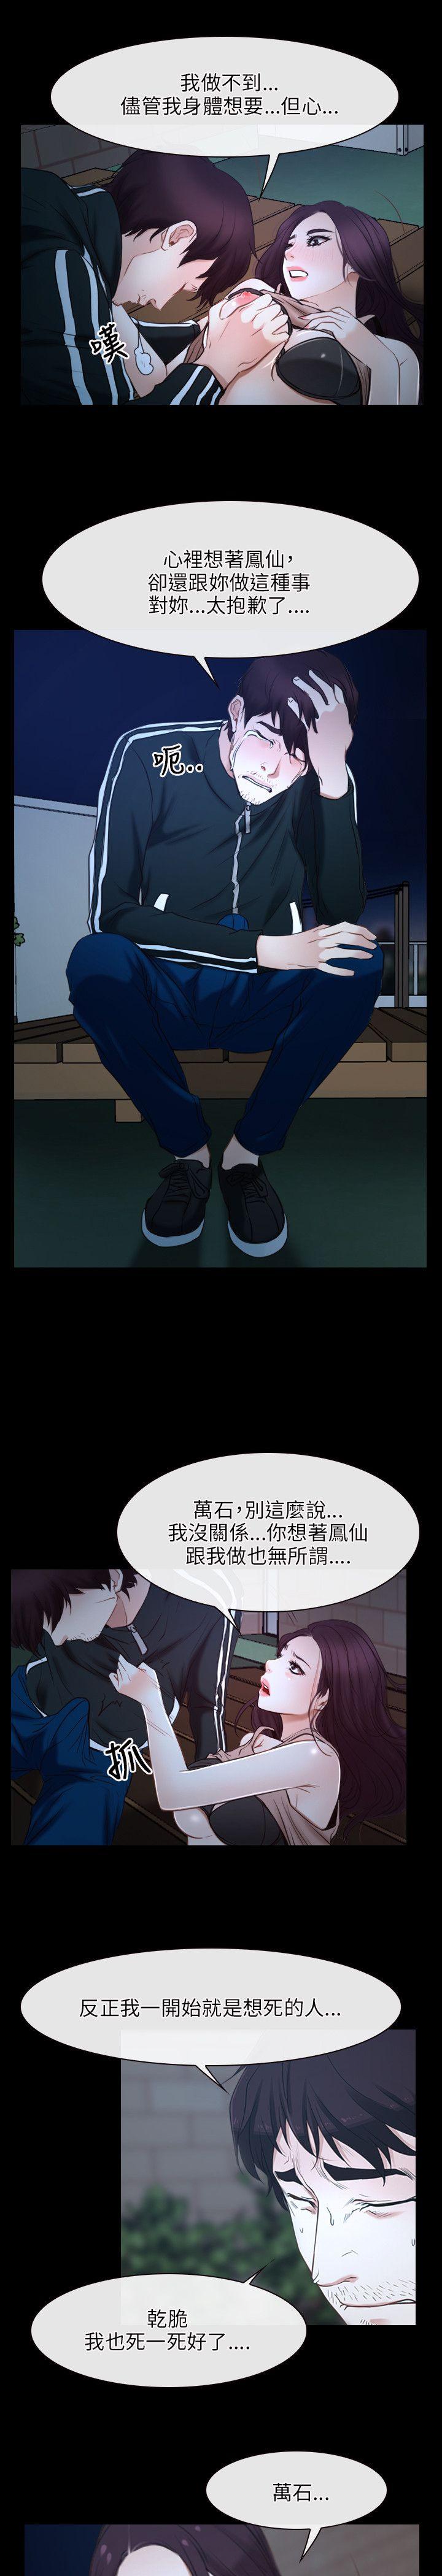 我做不到...
儘管我身體想要...但心...
嘆
心裡想著鳳仙,
卻還跟妳做這種事
對妳...太抱歉了....
呃..
萬石,別這麼說...
我沒關係...你想著鳳仙
跟我做也無所謂....
抓
反正我一開始就是想死的人...
乾脆
我也死一死好了....
萬石...